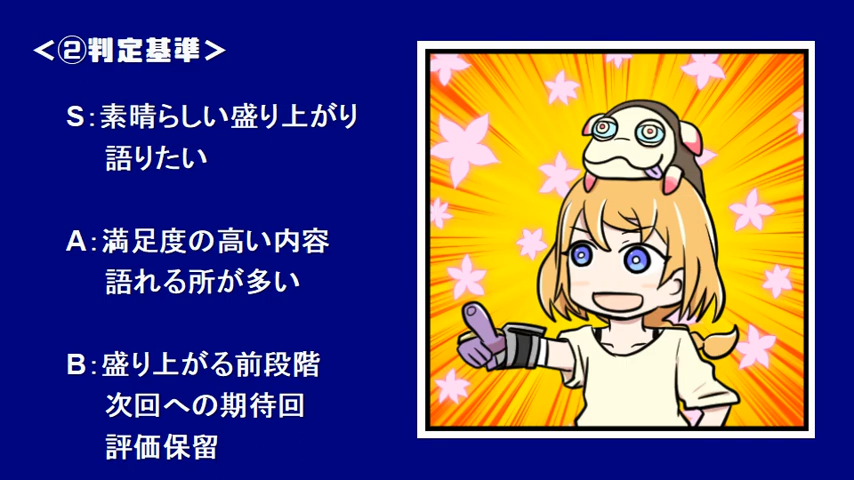 ＜②判定基準＞
S：素晴らしい盛り上がり
語りたい
A：満足度の高い内容
語れる所が多い
B：盛り上がる前段階
次回への期待回
評価保留